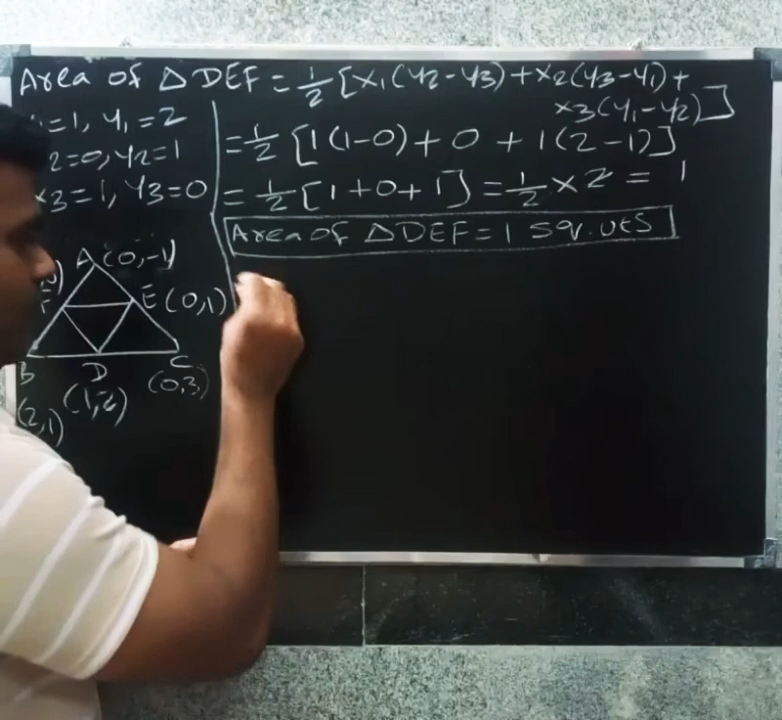 Area of △DEF = 1/2 [x₁(y₂-y₃)+x₂(y₃-y₁)+
x₃(y₁-y₂)]
=1, y₁=2
2=0, y₂=1
x₃=1, y₃=0
= 1/2 [1(1-0)+0+1(2-1)]
= 1/2 [1+0+1] = 1/2 x 2 = 1
Area of △DEF = 1 sq. uts
A (0,-1)
F
E (0,1)
B
D
C
(2,1)
(1,2)
(0,3)